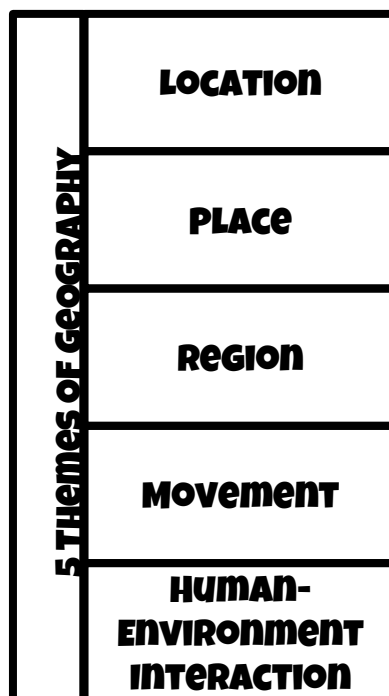 5 Themes of Geography
Location
Place
Region
Movement
Human-
Environment
Interaction